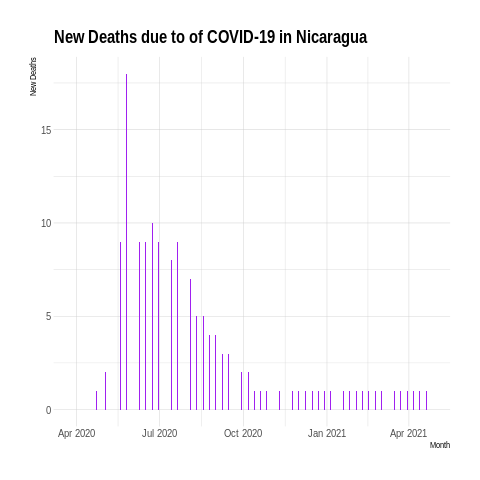 New Deaths due to of COVID-19 in Nicaragua
New Deaths
15
10
5
0
Apr 2020 Jul 2020 Oct 2020 Jan 2021 Apr 2021
Month